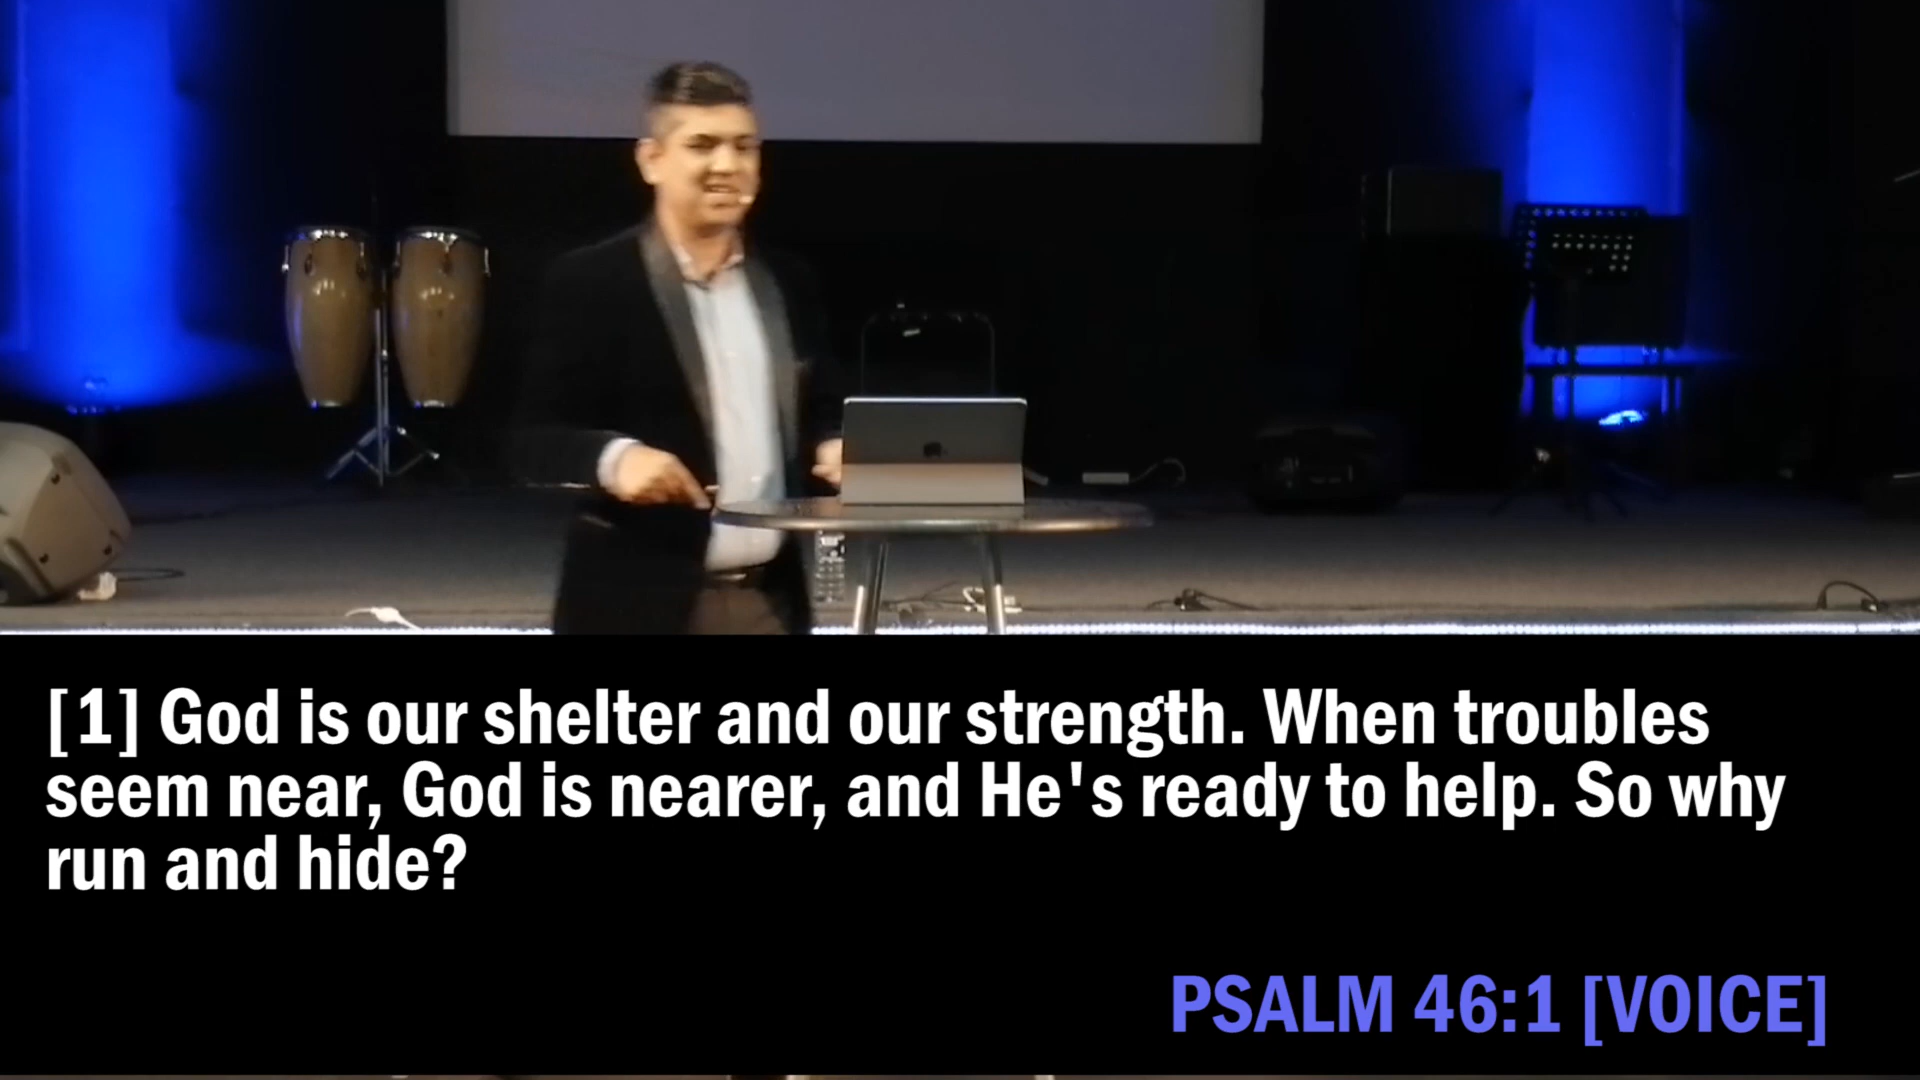 [1] God is our shelter and our strength. When troubles
seem near, God is nearer, and He's ready to help. So why
run and hide?
PSALM 46:1 [VOICE]